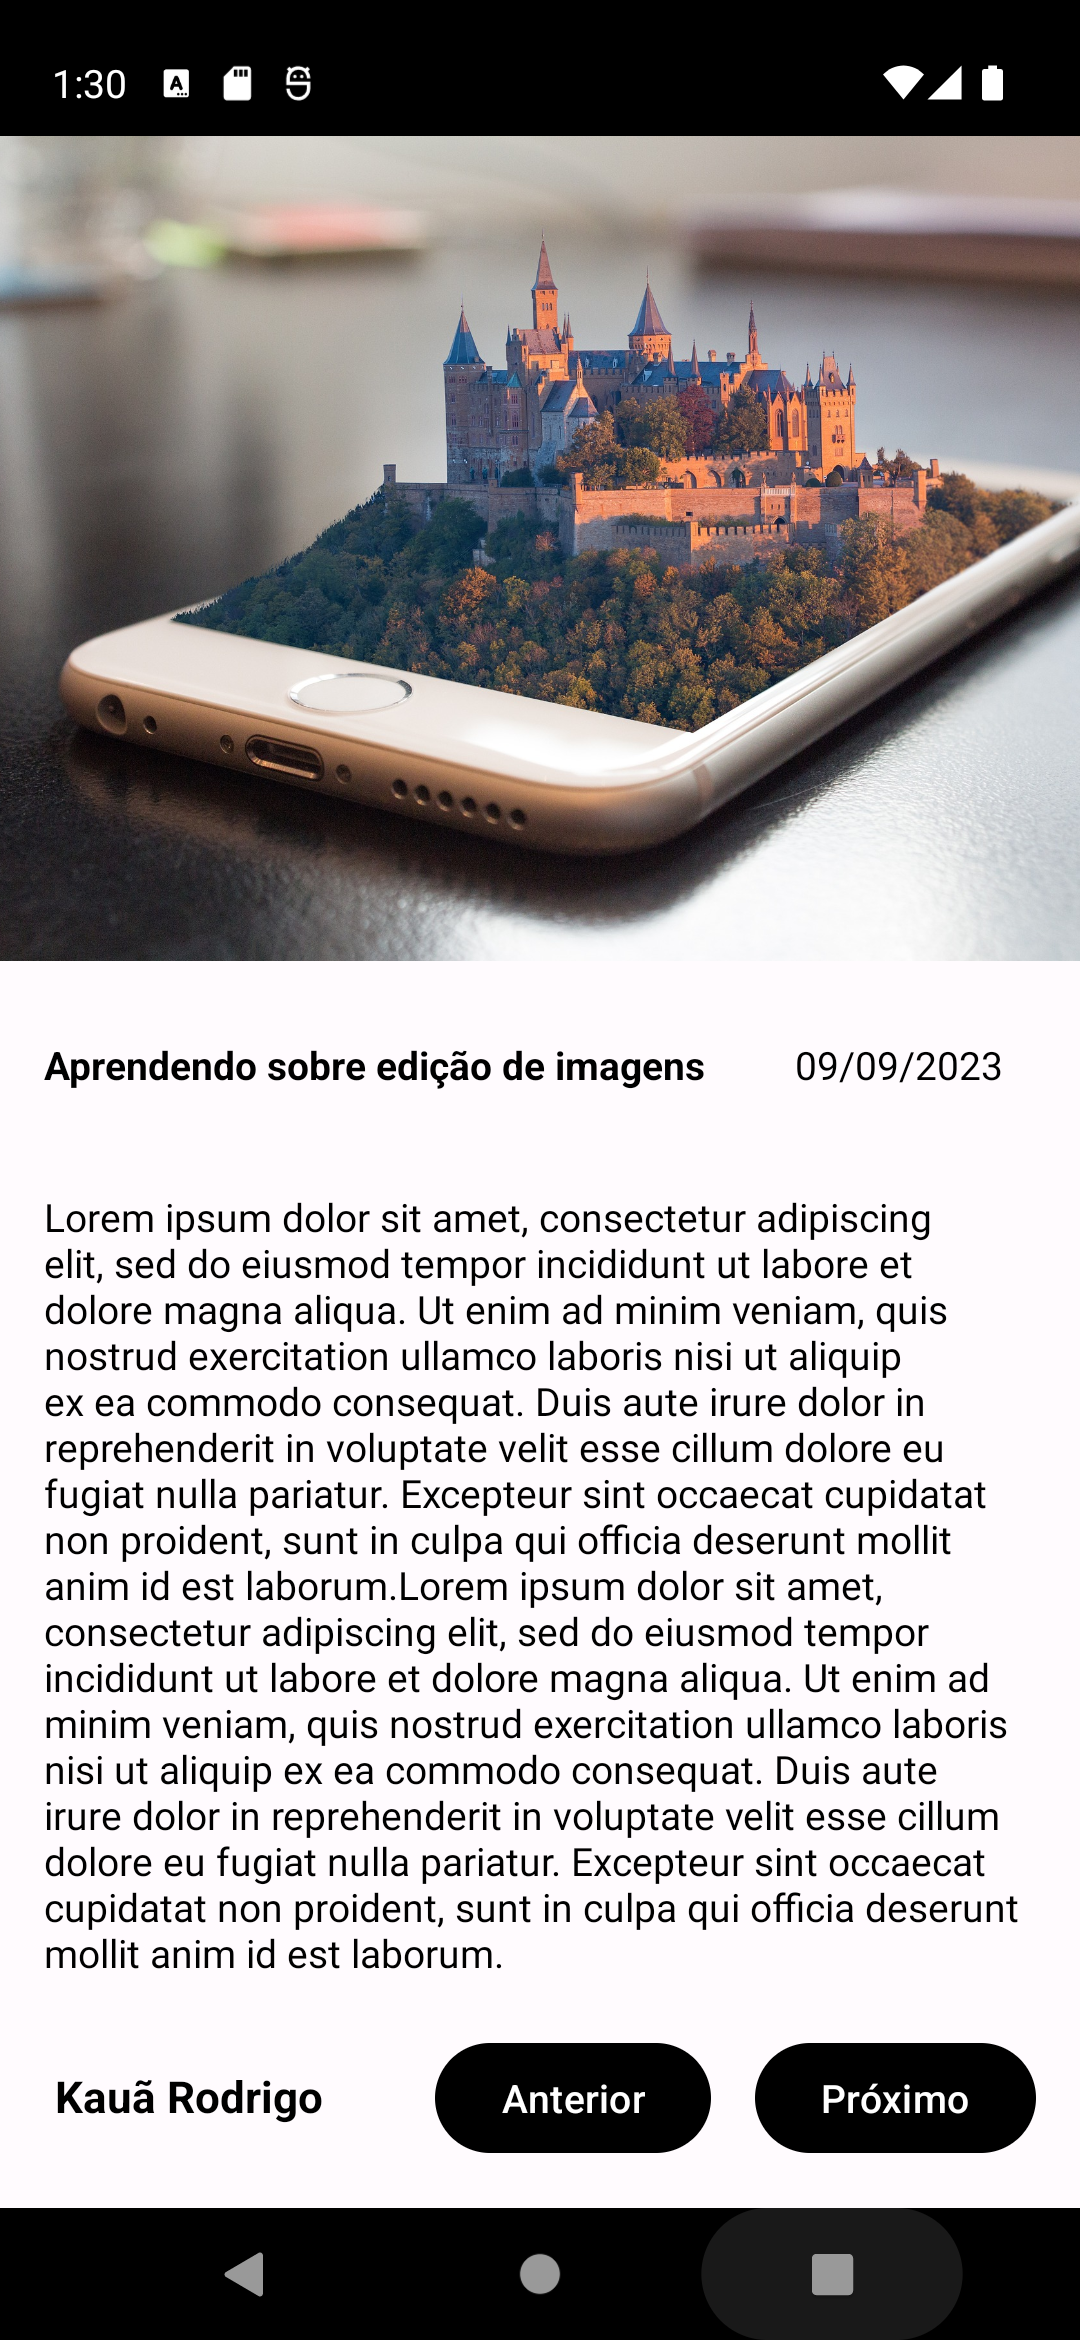 1:30
Aprendendo sobre edição de imagens 09/09/2023
Lorem ipsum dolor sit amet, consectetur adipiscing
elit, sed do eiusmod tempor incididunt ut labore et
dolore magna aliqua. Ut enim ad minim veniam, quis
nostrud exercitation ullamco laboris nisi ut aliquip
ex ea commodo consequat. Duis aute irure dolor in
reprehenderit in voluptate velit esse cillum dolore eu
fugiat nulla pariatur. Excepteur sint occaecat cupidatat
non proident, sunt in culpa qui officia deserunt mollit
anim id est laborum.Lorem ipsum dolor sit amet,
consectetur adipiscing elit, sed do eiusmod tempor
incididunt ut labore et dolore magna aliqua. Ut enim ad
minim veniam, quis nostrud exercitation ullamco laboris
nisi ut aliquip ex ea commodo consequat. Duis aute
irure dolor in reprehenderit in voluptate velit esse cillum
dolore eu fugiat nulla pariatur. Excepteur sint occaecat
cupidatat non proident, sunt in culpa qui officia deserunt
mollit anim id est laborum.
Kauã Rodrigo Anterior Próximo